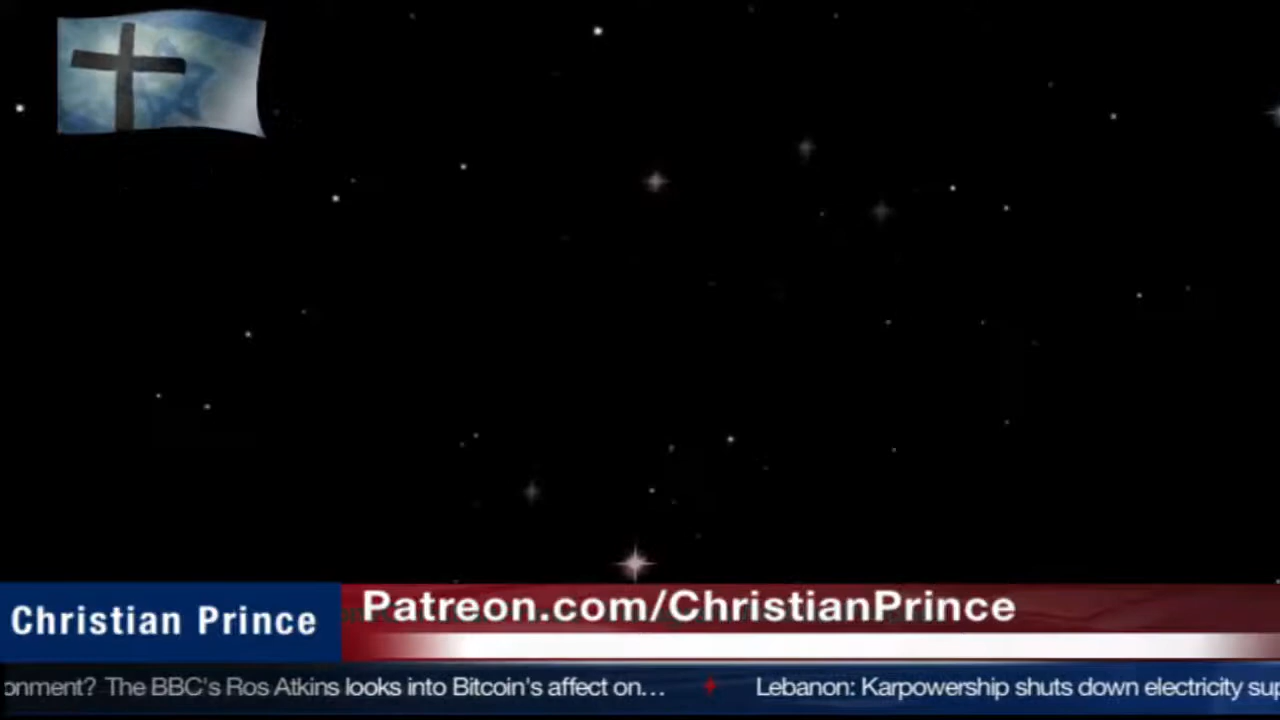 Patreon.com/ChristianPrince
Christian Prince
onment? The BBC's Ros Atkins looks into Bitcoin's affect on... Lebanon: Karpowership shuts down electricity sup